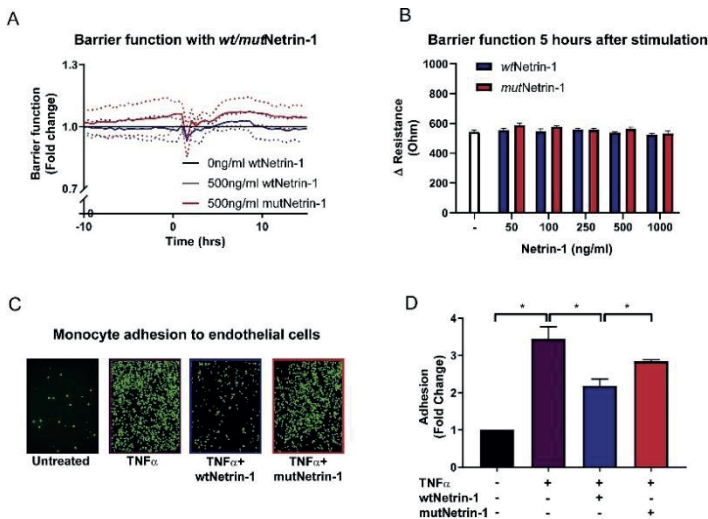 A
Barrier function with wt/mutNetrin-1
Barrier function
(Fold change)
1.3
1.0
0.7
0
-10
0
10
Time (hrs)
0ng/ml wtNetrin-1
500ng/ml wtNetrin-1
500ng/ml mutNetrin-1
B
Barrier function 5 hours after stimulation
Δ Resistance
(Ohm)
1000
800
600
400
200
0
wtNetrin-1
mutNetrin-1
- 50 100 250 500 1000
Netrin-1 (ng/ml)
C
Monocyte adhesion to endothelial cells
Untreated
TNFα
TNFα+
wtNetrin-1
TNFα+
mutNetrin-1
D
Adhesion
(Fold Change)
4
3
2
1
0
* * *
TNFα - + + +
wtNetrin-1 - - + -
mutNetrin-1 - - - +